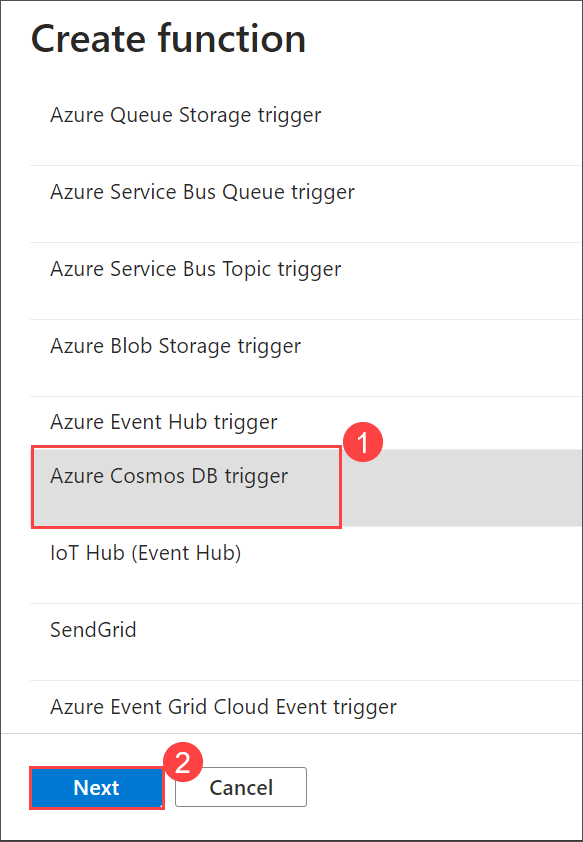 Create function
Azure Queue Storage trigger
Azure Service Bus Queue trigger
Azure Service Bus Topic trigger
Azure Blob Storage trigger
Azure Event Hub trigger
1
Azure Cosmos DB trigger
IoT Hub (Event Hub)
SendGrid
Azure Event Grid Cloud Event trigger
2
Next Cancel